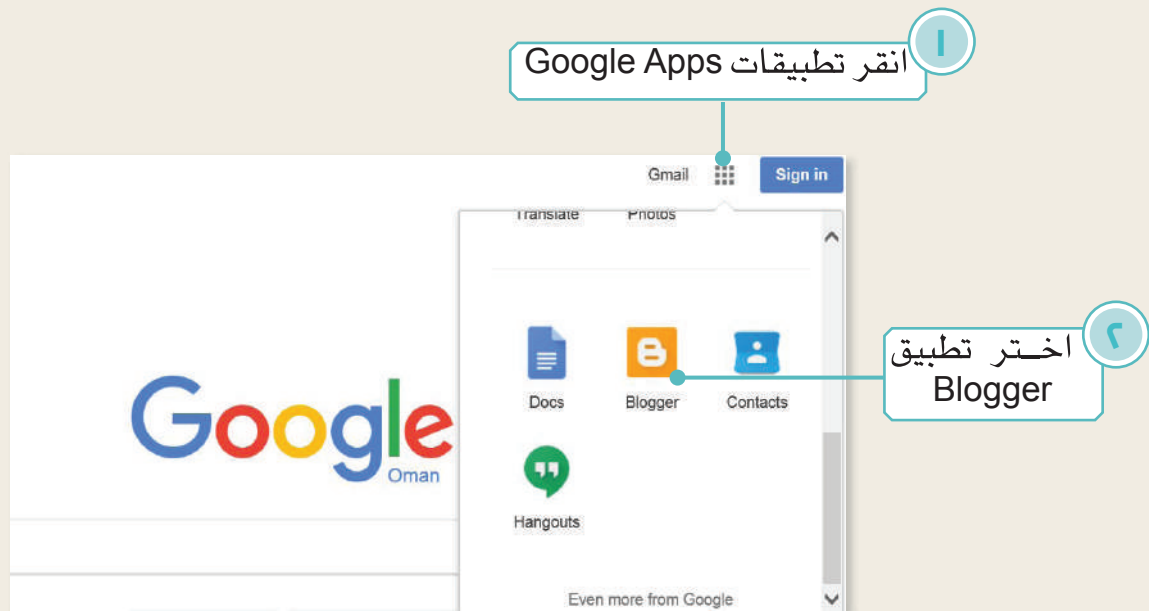 ١
انقر تطبيقات Google Apps
Gmail
Sign in
Translate
Photos
٢
اختر تطبيق
Blogger
Docs
Blogger
Contacts
Google
Oman
Hangouts
Even more from Google